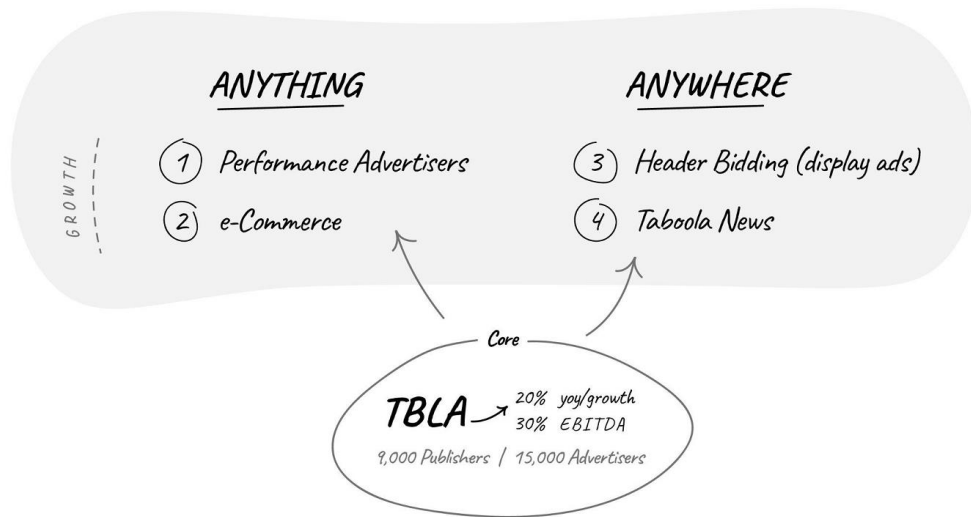 ANYTHING
1 Performance Advertisers
2 e-Commerce
ANYWHERE
3 Header Bidding (display ads)
4 Taboola News
GROWTH
Core
TBLA
20% yoy/growth
30% EBITDA
9,000 Publishers / 15,000 Advertisers